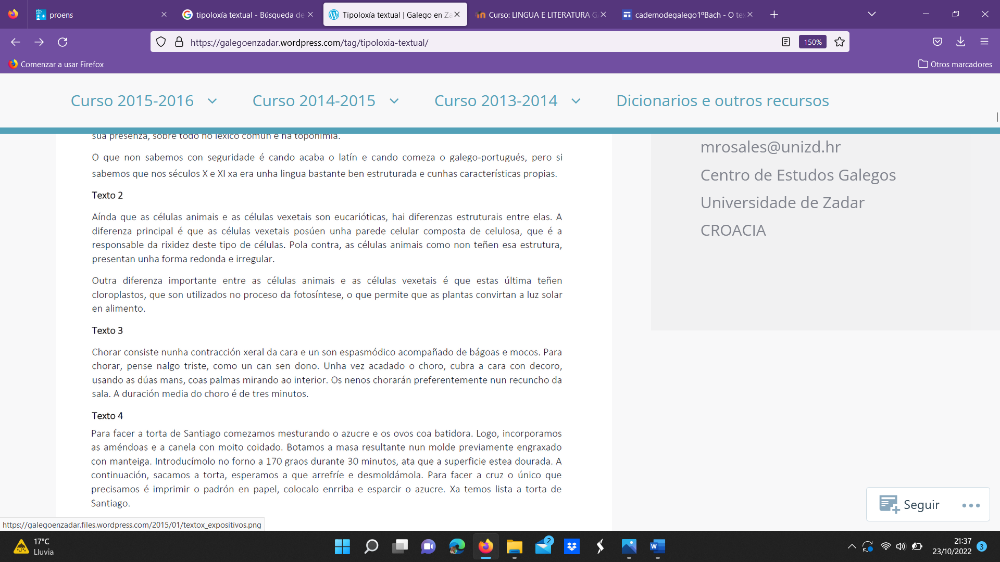 proens
tipoloxía textual - Búsqueda de
Tipoloxía textual | Galego en Za
Curso: LINGUA E LITERATURA G
cadernodegalego1ºBach - O tex
https://galegoenzadar.wordpress.com/tag/tipoloxia-textual/
150%
Comenzar a usar Firefox
Otros marcadores
Curso 2015-2016
Curso 2014-2015
Curso 2013-2014
Dicionarios e outros recursos
súa presenza, sobre todo no léxico común e na toponimia.
O que non sabemos con seguridade é cando acaba o latín e cando comeza o galego-portugués, pero si
sabemos que nos séculos X e XI xa era unha lingua bastante ben estruturada e cunhas características propias.
Texto 2
Aínda que as células animais e as células vexetais son eucarióticas, hai diferenzas estruturais entre elas. A
diferenza principal é que as células vexetais posúen unha parede celular composta de celulosa, que é a
responsable da rixidez deste tipo de células. Pola contra, as células animais como non teñen esa estrutura,
presentan unha forma redonda e irregular.
Outra diferenza importante entre as células animais e as células vexetais é que estas última teñen
cloroplastos, que son utilizados no proceso da fotosíntese, o que permite que as plantas convirtan a luz solar
en alimento.
Texto 3
Chorar consiste nunha contracción xeral da cara e un son espasmódico acompañado de bágoas e mocos. Para
chorar, pense nalgo triste, como un can sen dono. Unha vez acadado o choro, cubra a cara con decoro,
usando as dúas mans, coas palmas mirando ao interior. Os nenos chorarán preferentemente nun recuncho da
sala. A duración media do choro é de tres minutos.
Texto 4
Para facer a torta de Santiago comezamos mesturando o azucre e os ovos coa batidora. Logo, incorporamos
as améndoas e a canela con moito coidado. Botamos a masa resultante nun molde previamente engraxado
con manteiga. Introducímolo no forno a 170 graos durante 30 minutos, ata que a superficie estea dourada. A
continuación, sacamos a torta, esperamos a que arrefríe e desmoldámola. Para facer a cruz o único que
precisamos é imprimir o padrón en papel, colocalo enrriba e esparcir o azucre. Xa temos lista a torta de
Santiago.
mrosales@unizd.hr
Centro de Estudos Galegos
Universidade de Zadar
CROACIA
Seguir
https://galegoenzadar.files.wordpress.com/2015/01/textox_expositivos.png
17°C
Lluvia
2
21:37
23/10/2022
3